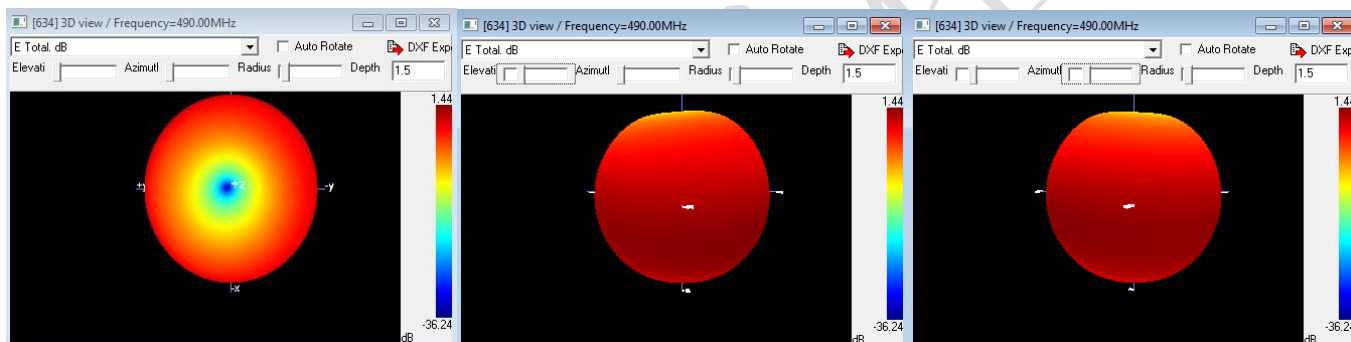 [634] 3D view / Frequency=490.00MHz
E Total. dB
Auto Rotate
DXF Exp
Elevati
Azimutl
Radius
Depth
1.5
1.44
+y
+z
-y
-x
-36.24
dB
[634] 3D view / Frequency=490.00MHz
E Total. dB
Auto Rotate
DXF Exp
Elevati
Azimutl
Radius
Depth
1.5
1.44
-36.24
dB
[634] 3D view / Frequency=490.00MHz
E Total. dB
Auto Rotate
DXF Exp
Elevati
Azimutl
Radius
Depth
1.5
1.44
-36.24
dB